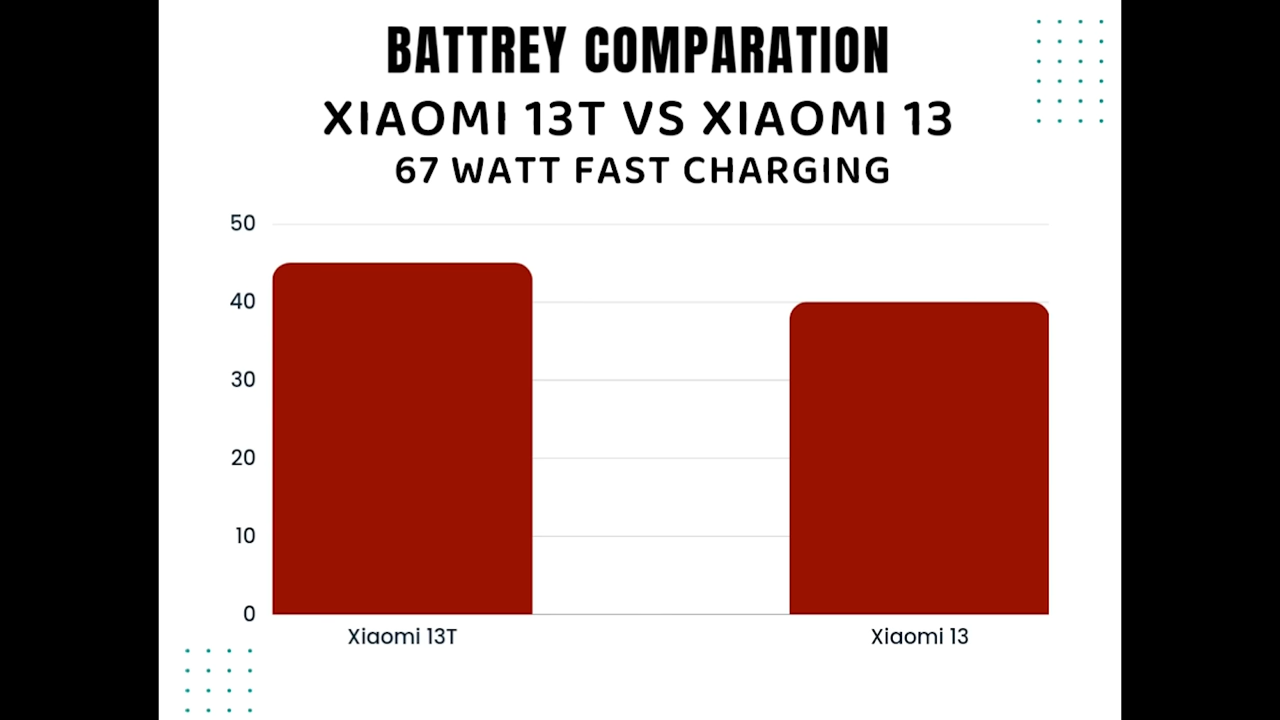 BATTREY COMPARATION
XIAOMI 13T VS XIAOMI 13
67 WATT FAST CHARGING
50
40
30
20
10
0
Xiaomi 13T
Xiaomi 13